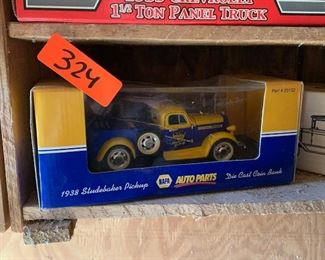 1½ TON PANEL TRUCK
324
Part # 20152
1938 Studebaker Pickup
NAPA AUTO PARTS
Die Cast Coin Bank